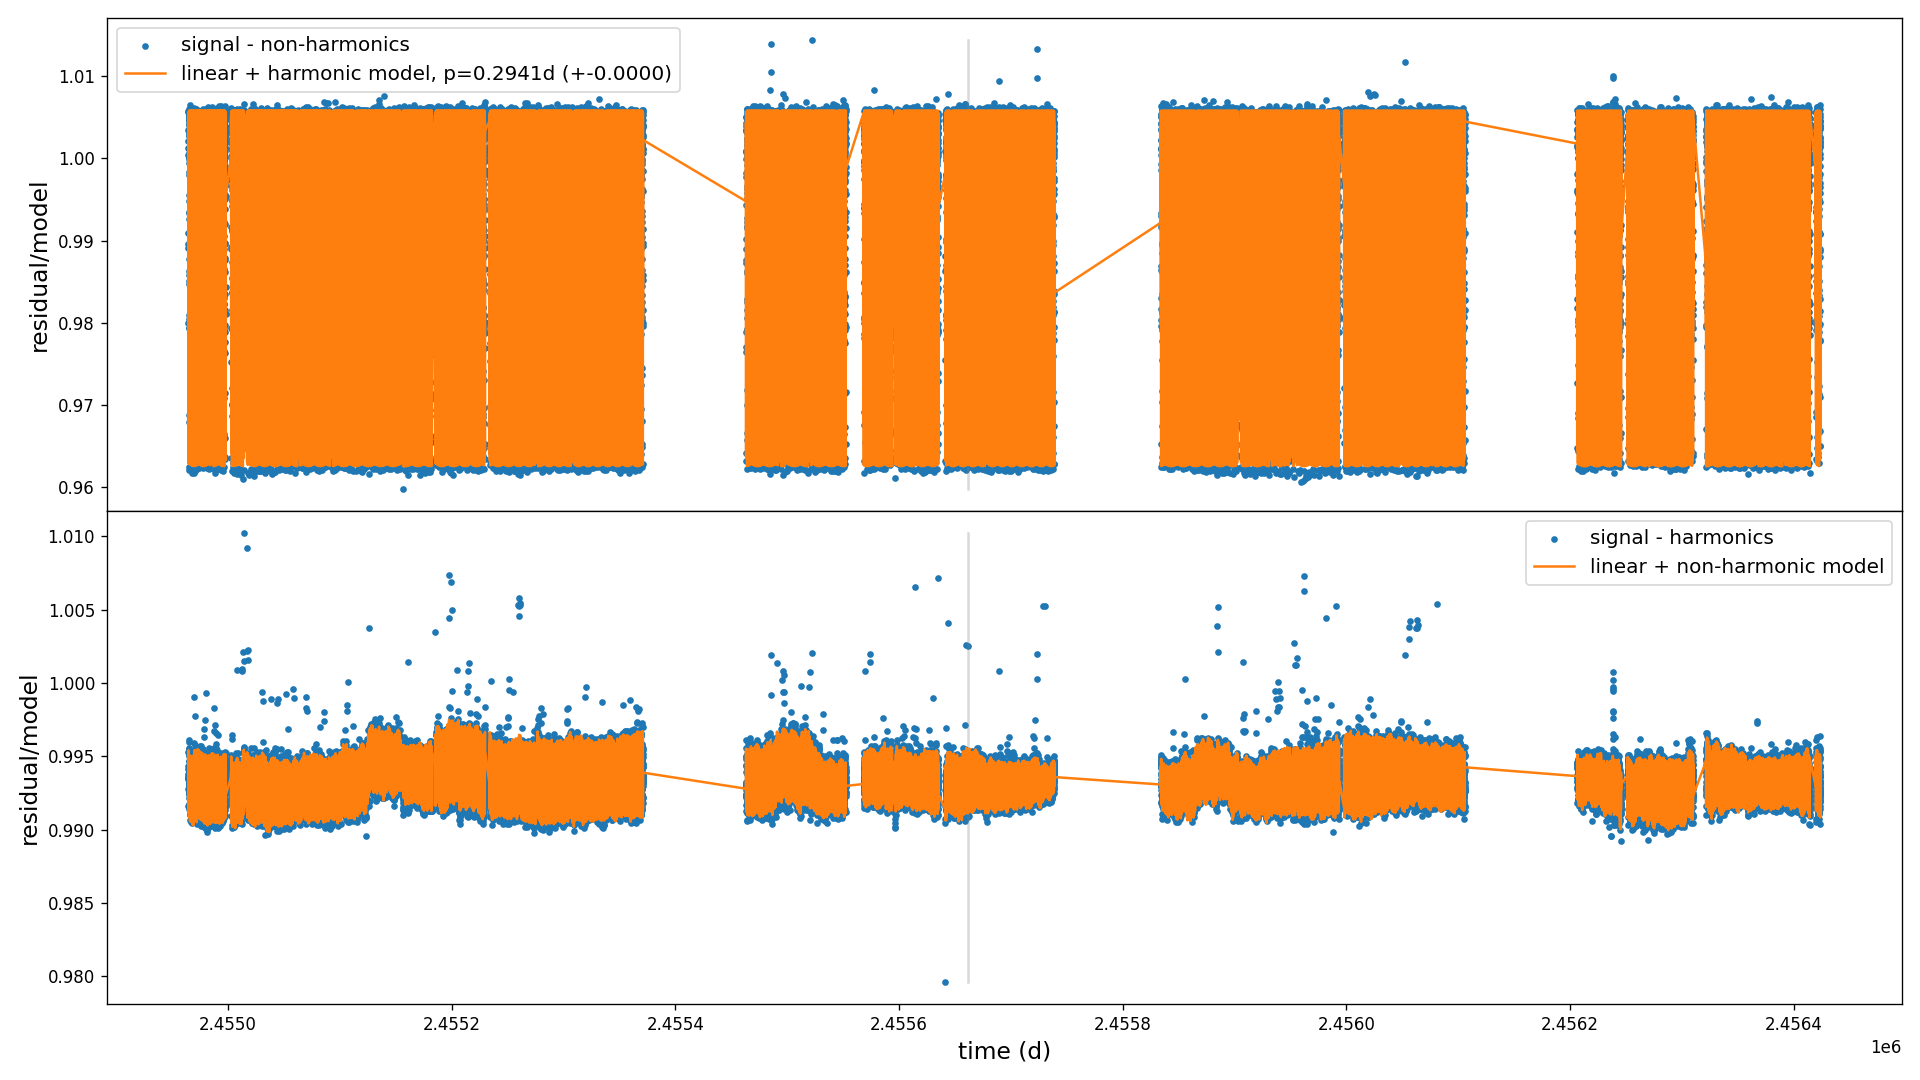 signal - non-harmonics
linear + harmonic model, p=0.2941d (+-0.0000)
1.01
1.00
0.99
0.98
0.97
0.96
residual/model
signal - harmonics
linear + non-harmonic model
1.010
1.005
1.000
0.995
0.990
0.985
0.980
residual/model
2.4550 2.4552 2.4554 2.4556 2.4558 2.4560 2.4562 2.4564
1e6
time (d)